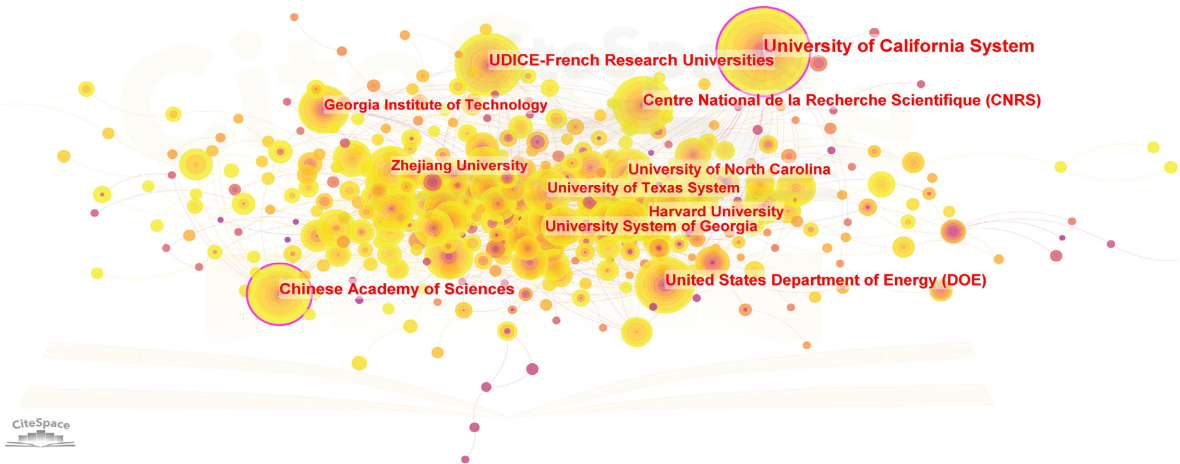 CiteSpace
University of California System
UDICE-French Research Universities
Georgia Institute of Technology
Centre National de la Recherche Scientifique (CNRS)
Zhejiang University
University of North Carolina
University of Texas System
Harvard University
University System of Georgia
Chinese Academy of Sciences
United States Department of Energy (DOE)
CiteSpace